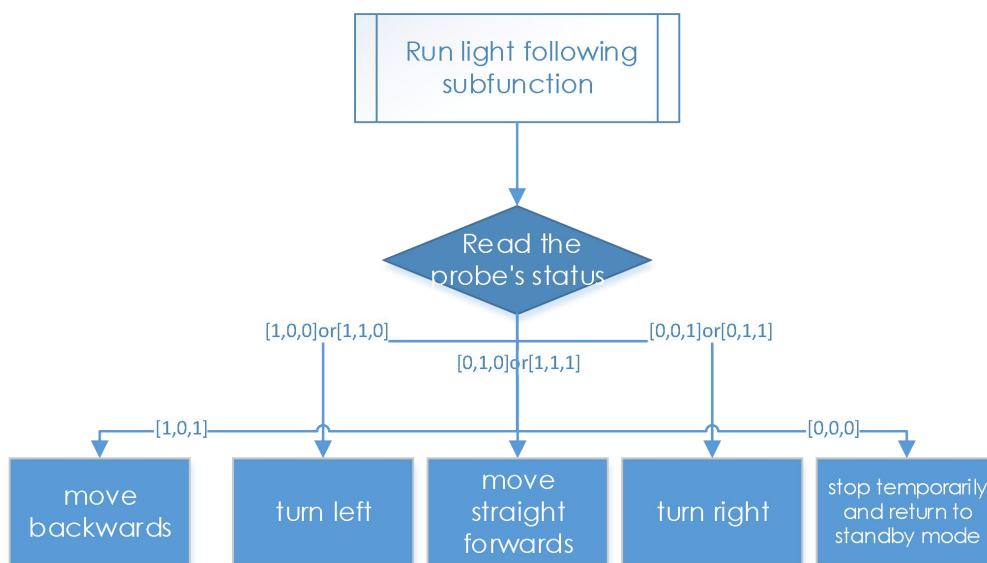 Run light following
subfunction
Read the
probe's status
[1,0,0]or[1,1,0]
[0,1,0]or[1,1,1]
[0,0,1]or[0,1,1]
[1,0,1]
[0,0,0]
move
backwards
turn left
move
straight
forwards
turn right
stop temporarily
and return to
standby mode